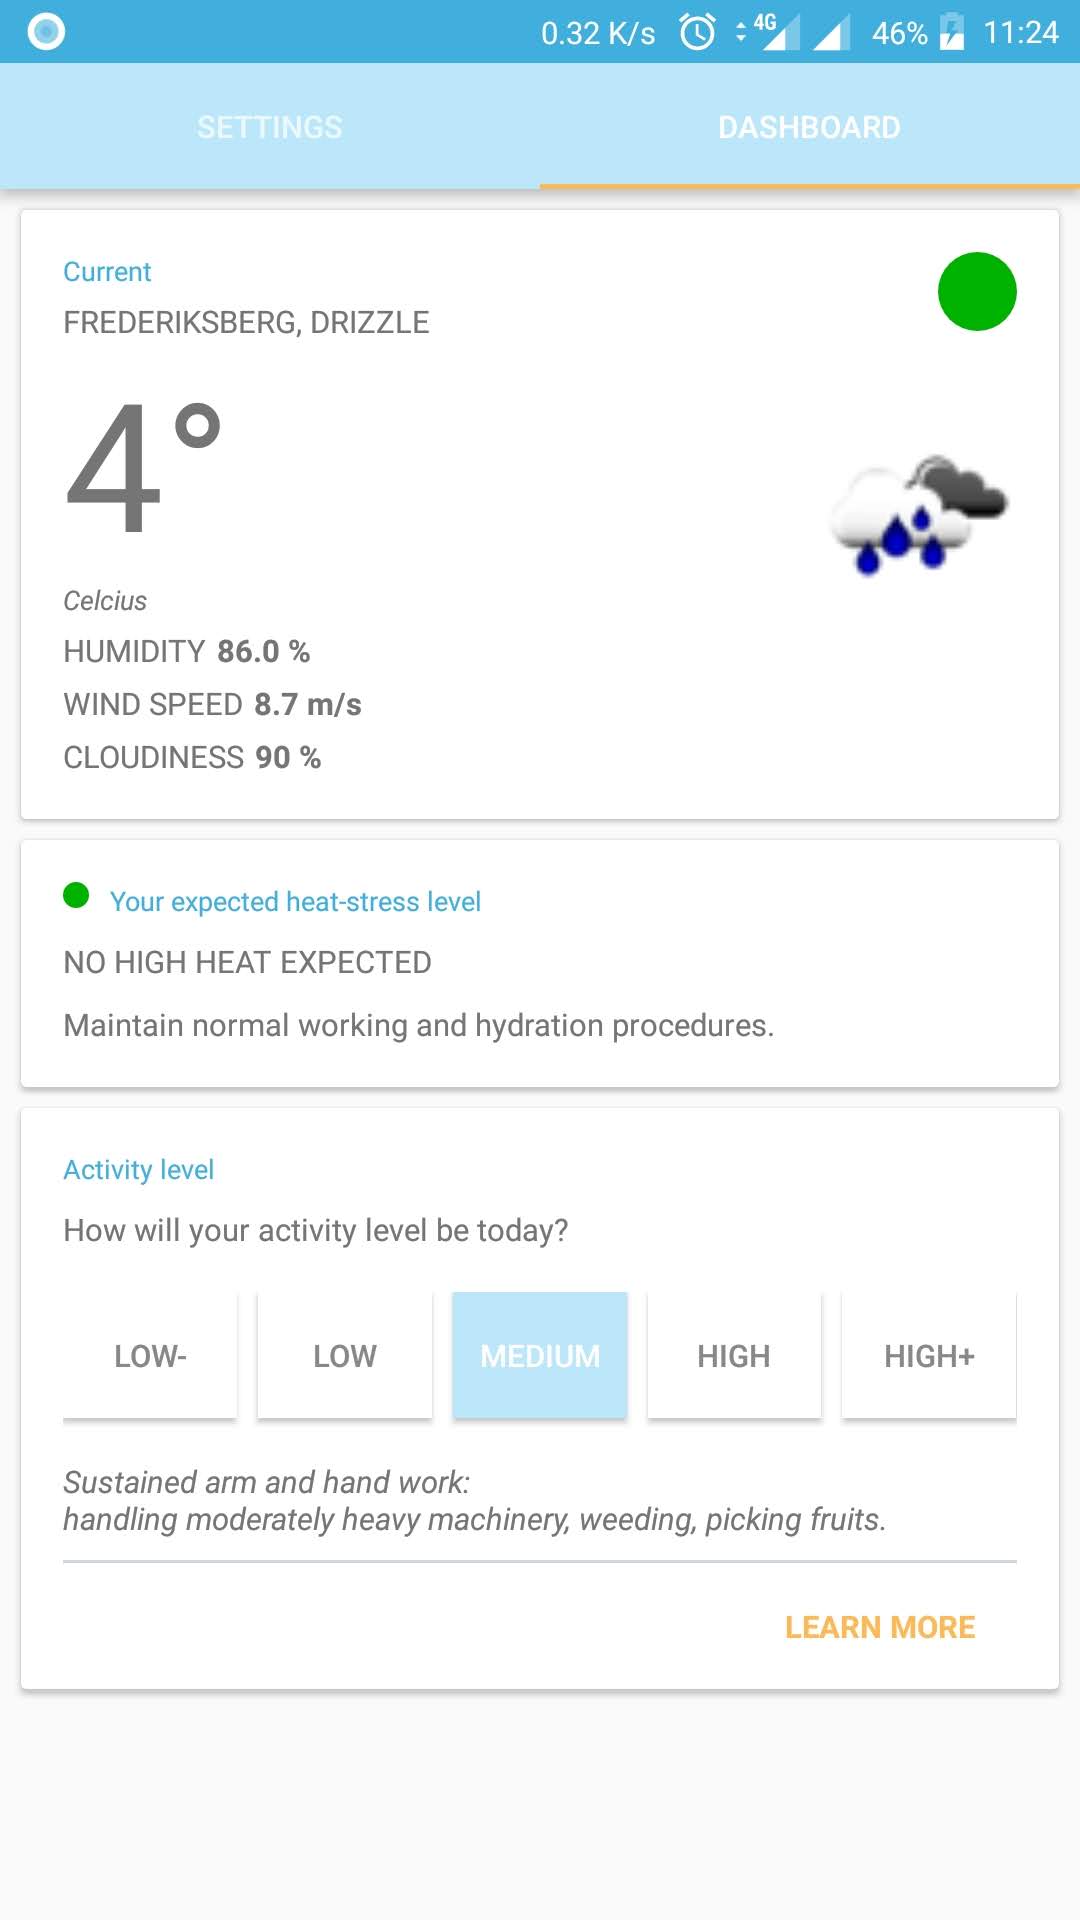 0.32 K/s 4G 46% 11:24
SETTINGS DASHBOARD
Current
FREDERIKSBERG, DRIZZLE
4°
Celcius
HUMIDITY 86.0 %
WIND SPEED 8.7 m/s
CLOUDINESS 90 %
Your expected heat-stress level
NO HIGH HEAT EXPECTED
Maintain normal working and hydration procedures.
Activity level
How will your activity level be today?
LOW- LOW MEDIUM HIGH HIGH+
Sustained arm and hand work:
handling moderately heavy machinery, weeding, picking fruits.
LEARN MORE